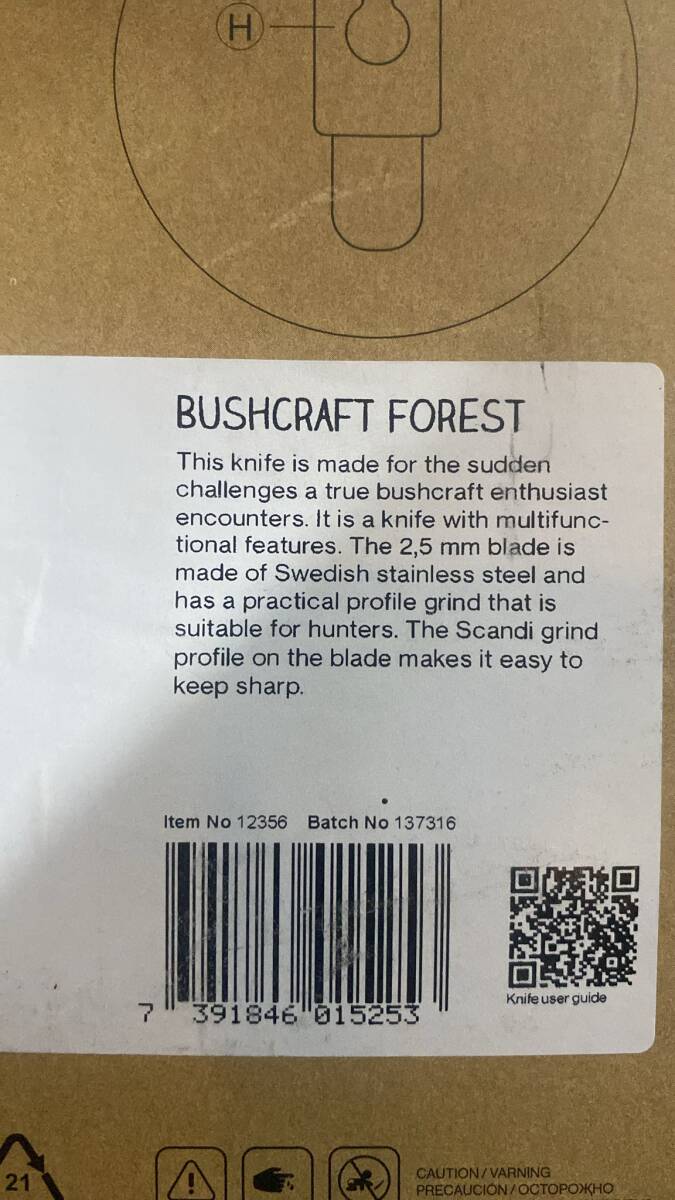 H
BUSHCRAFT FOREST
This knife is made for the sudden
challenges a true bushcraft enthusiast
encounters. It is a knife with multifunc-
tional features. The 2,5 mm blade is
made of Swedish stainless steel and
has a practical profile grind that is
suitable for hunters. The Scandi grind
profile on the blade makes it easy to
keep sharp.
Item No 12356 Batch No 137316
7 391846 015253
Knife user guide
21
CAUTION / VARNING
PRECAUCIÓN / ОСТОРОЖНО